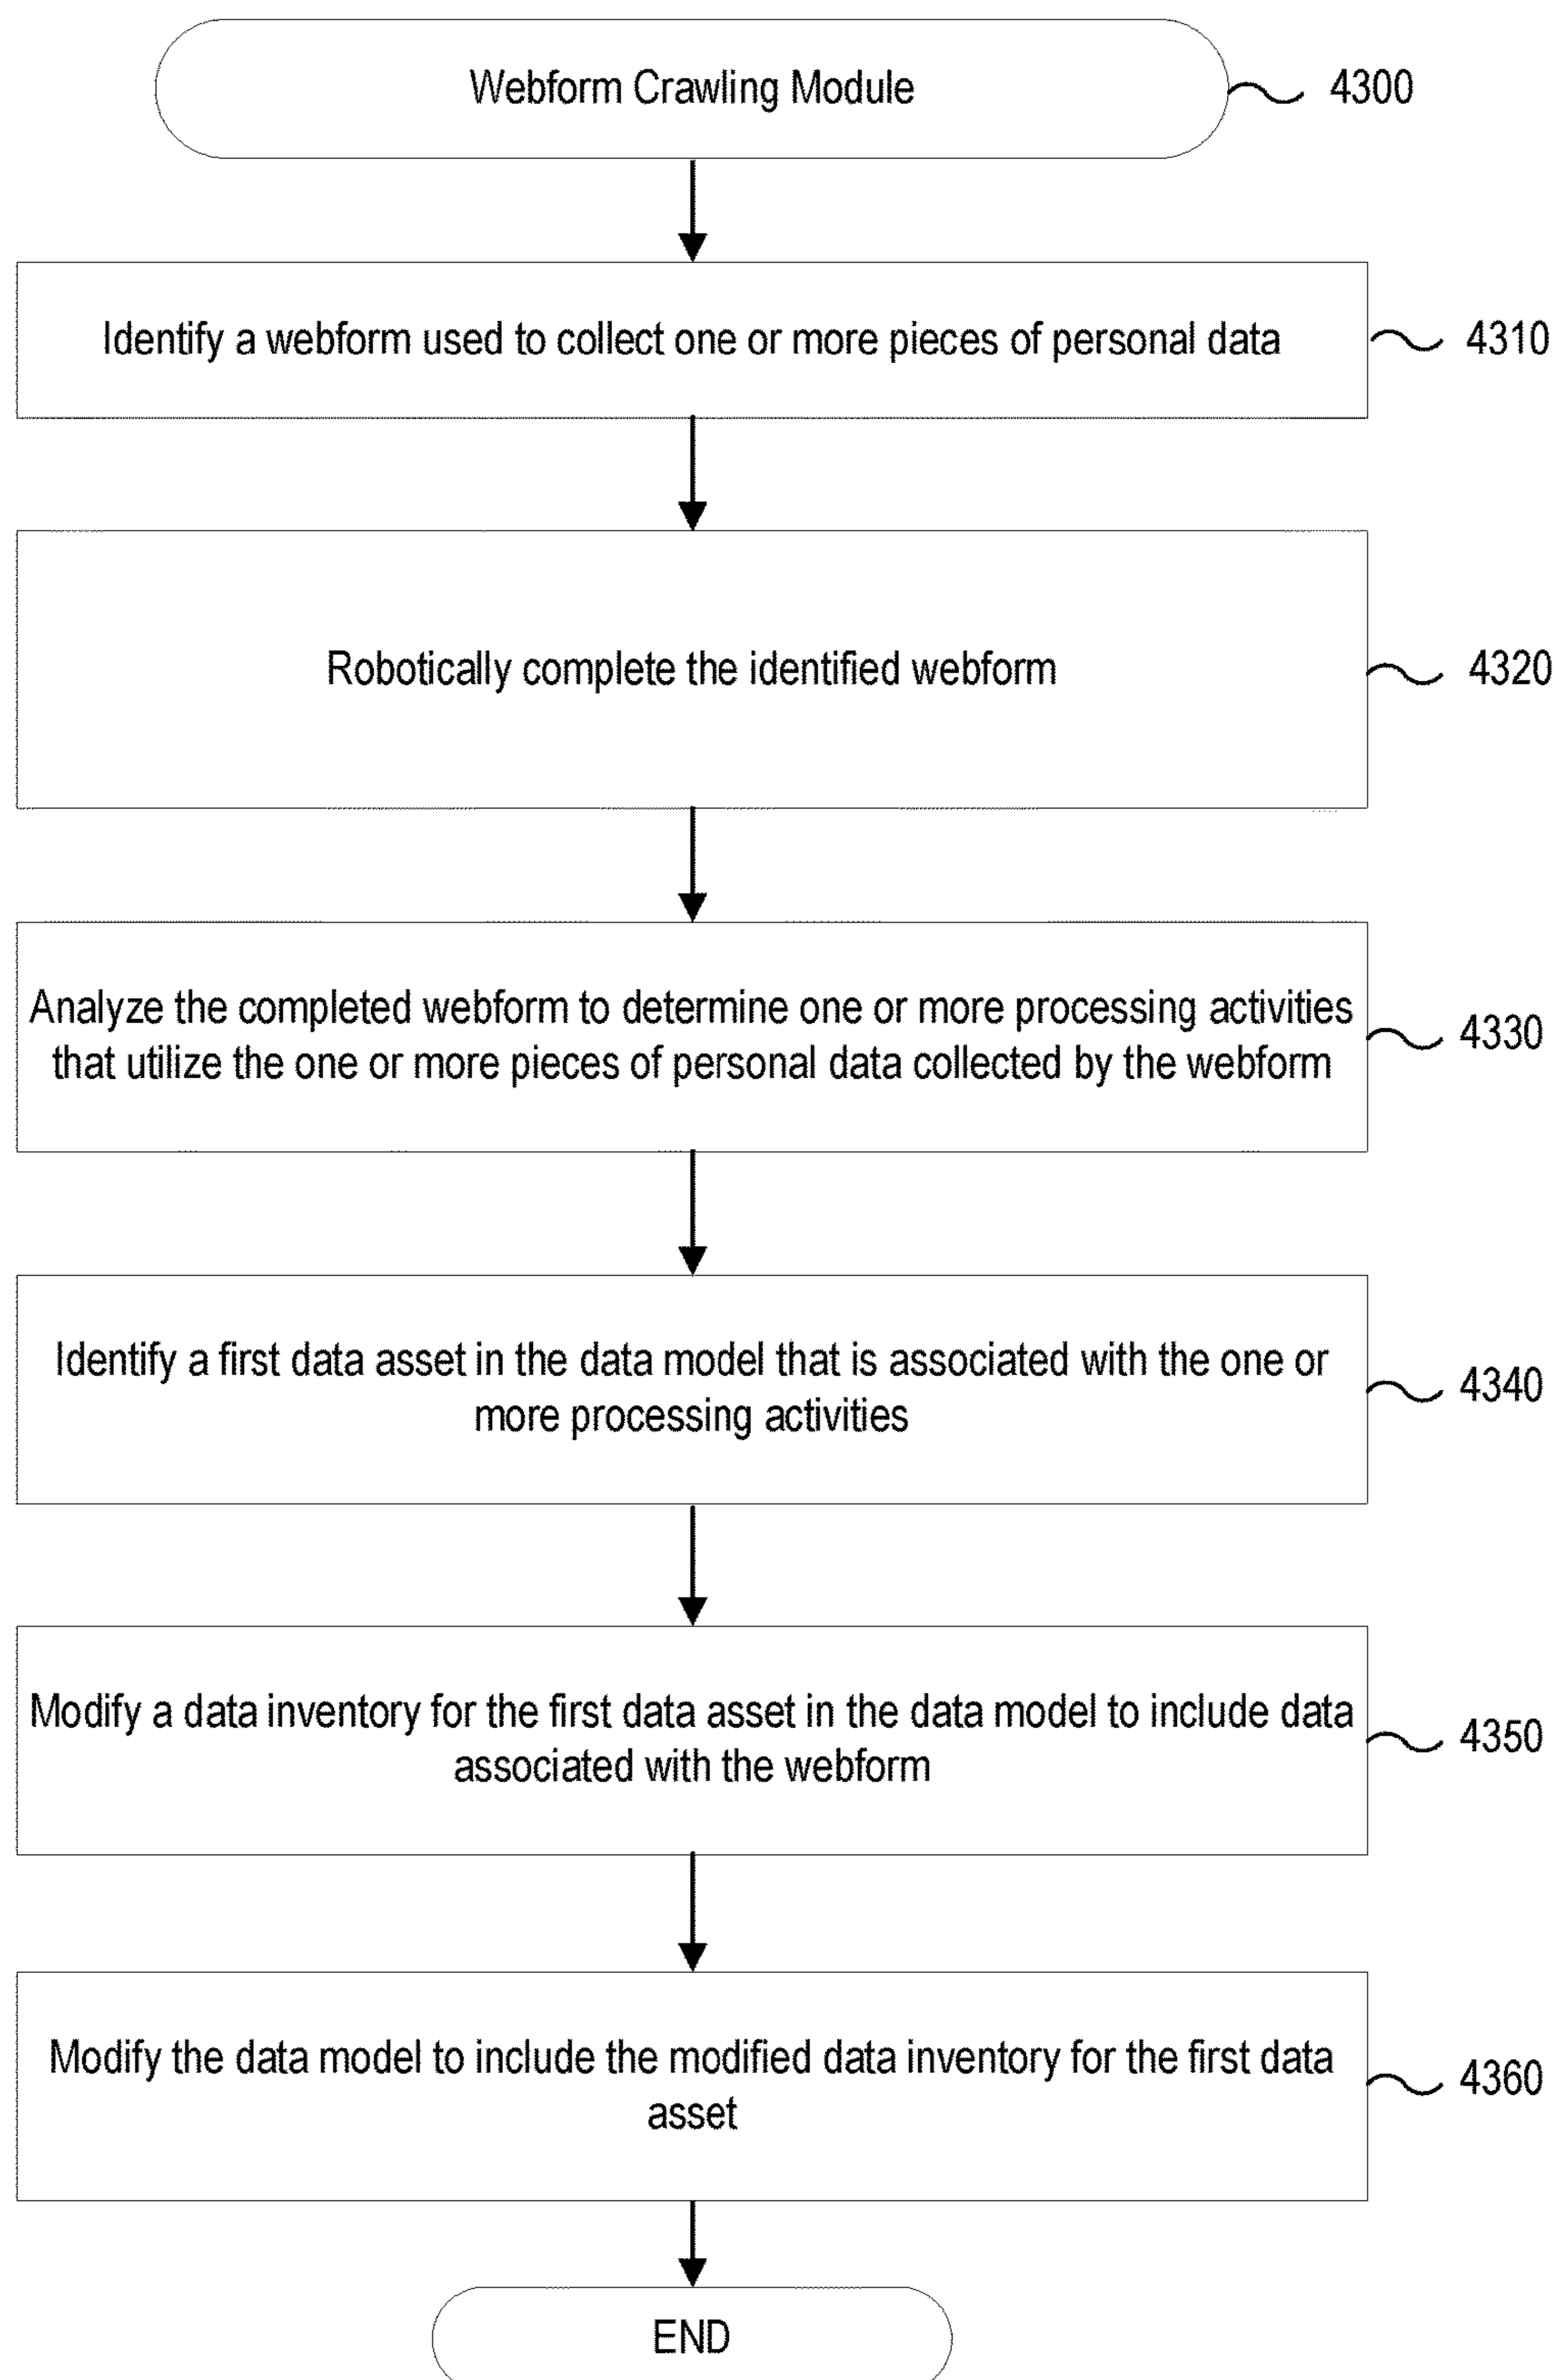 Webform Crawling Module
4300
Identify a webform used to collect one or more pieces of personal data
4310
Robotically complete the identified webform
4320
Analyze the completed webform to determine one or more processing activities
that utilize the one or more pieces of personal data collected by the webform
4330
Identify a first data asset in the data model that is associated with the one or
more processing activities
4340
Modify a data inventory for the first data asset in the data model to include data
associated with the webform
4350
Modify the data model to include the modified data inventory for the first data
asset
4360
END